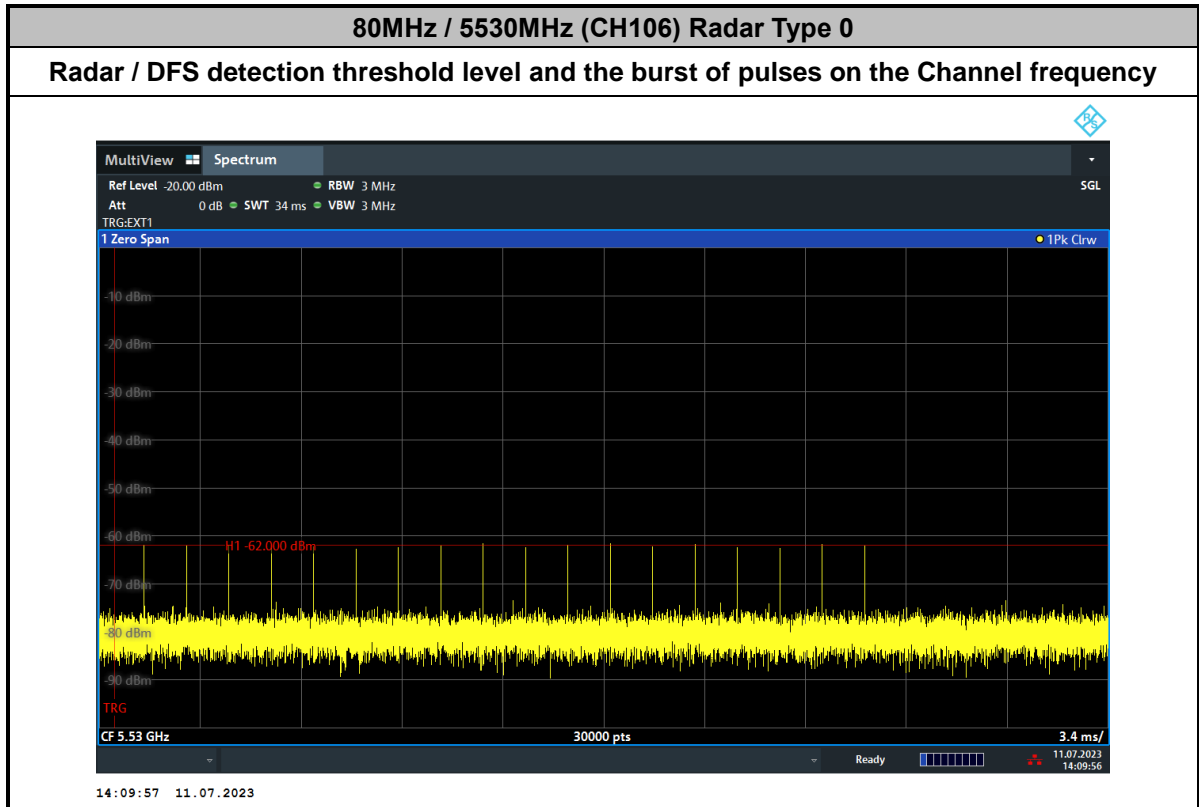 80MHz / 5530MHz (CH106) Radar Type 0
Radar / DFS detection threshold level and the burst of pulses on the Channel frequency
R/S
MultiView Spectrum
Ref Level -20.00 dBm RBW 3 MHz SGL
Att 0 dB SWT 34 ms VBW 3 MHz
TRG:EXT1
1 Zero Span 1Pk Clrw
-10 dBm
-20 dBm
-30 dBm
-40 dBm
-50 dBm
-60 dBm
H1 -62.000 dBm
-70 dBm
-80 dBm
-90 dBm
TRG
CF 5.53 GHz 30000 pts 3.4 ms/
Ready 11.07.2023
14:09:56
14:09:57 11.07.2023